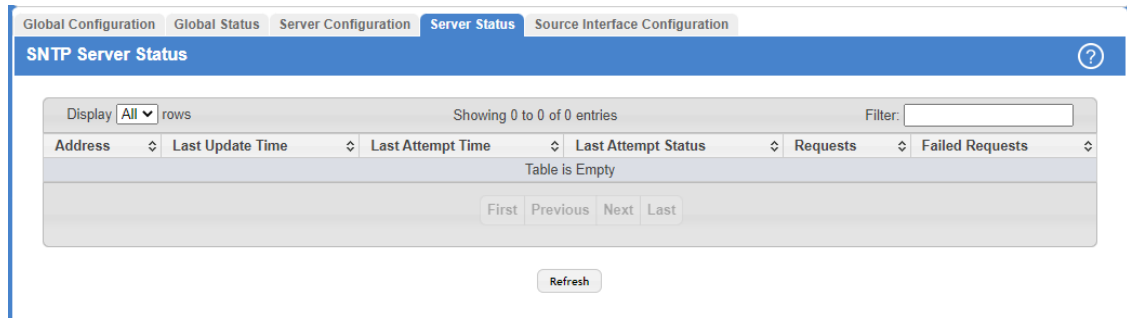 Global Configuration Global Status Server Configuration Server Status Source Interface Configuration
SNTP Server Status ?
Display All rows Showing 0 to 0 of 0 entries Filter:
Address Last Update Time Last Attempt Time Last Attempt Status Requests Failed Requests
Table is Empty
First Previous Next Last
Refresh